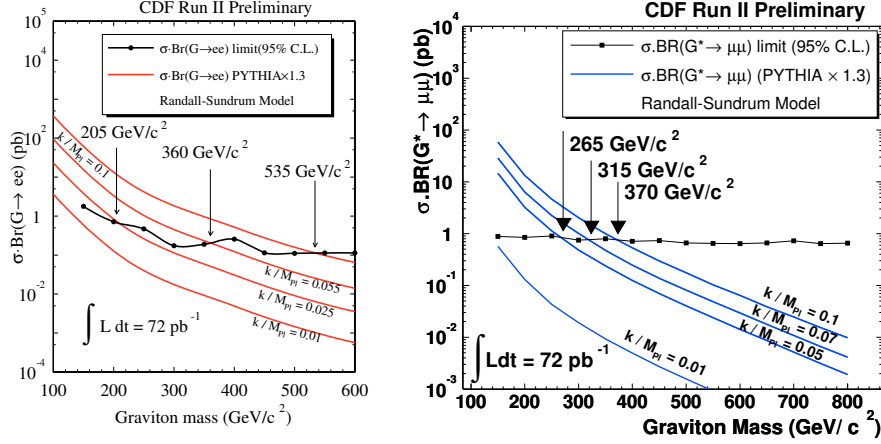 CDF Run II Preliminary
σ·Br(G→ee) limit(95% C.L.)
σ·Br(G→ee) PYTHIA×1.3
Randall-Sundrum Model
σ·Br(G→ ee) (pb)
10^5
10^4
10^2
1
10^-2
10^-4
205 GeV/c^2
360 GeV/c^2
535 GeV/c^2
k / M_Pl = 0.1
k / M_Pl = 0.055
k / M_Pl = 0.025
k / M_Pl = 0.01
∫ L dt = 72 pb^-1
100 200 300 400 500 600
Graviton mass (GeV/c^2)
CDF Run II Preliminary
σ.BR(G*→ μμ) limit (95% C.L.)
σ.BR(G*→ μμ) (PYTHIA × 1.3)
Randall-Sundrum Model
σ.BR(G*→ μμ) (pb)
10^4
10^3
10^2
10
1
10^-1
10^-2
10^-3
265 GeV/c^2
315 GeV/c^2
370 GeV/c^2
k / M_Pl = 0.1
k / M_Pl = 0.07
k / M_Pl = 0.05
k / M_Pl = 0.01
∫Ldt = 72 pb^-1
100 200 300 400 500 600 700 800
Graviton Mass (GeV/ c^2)